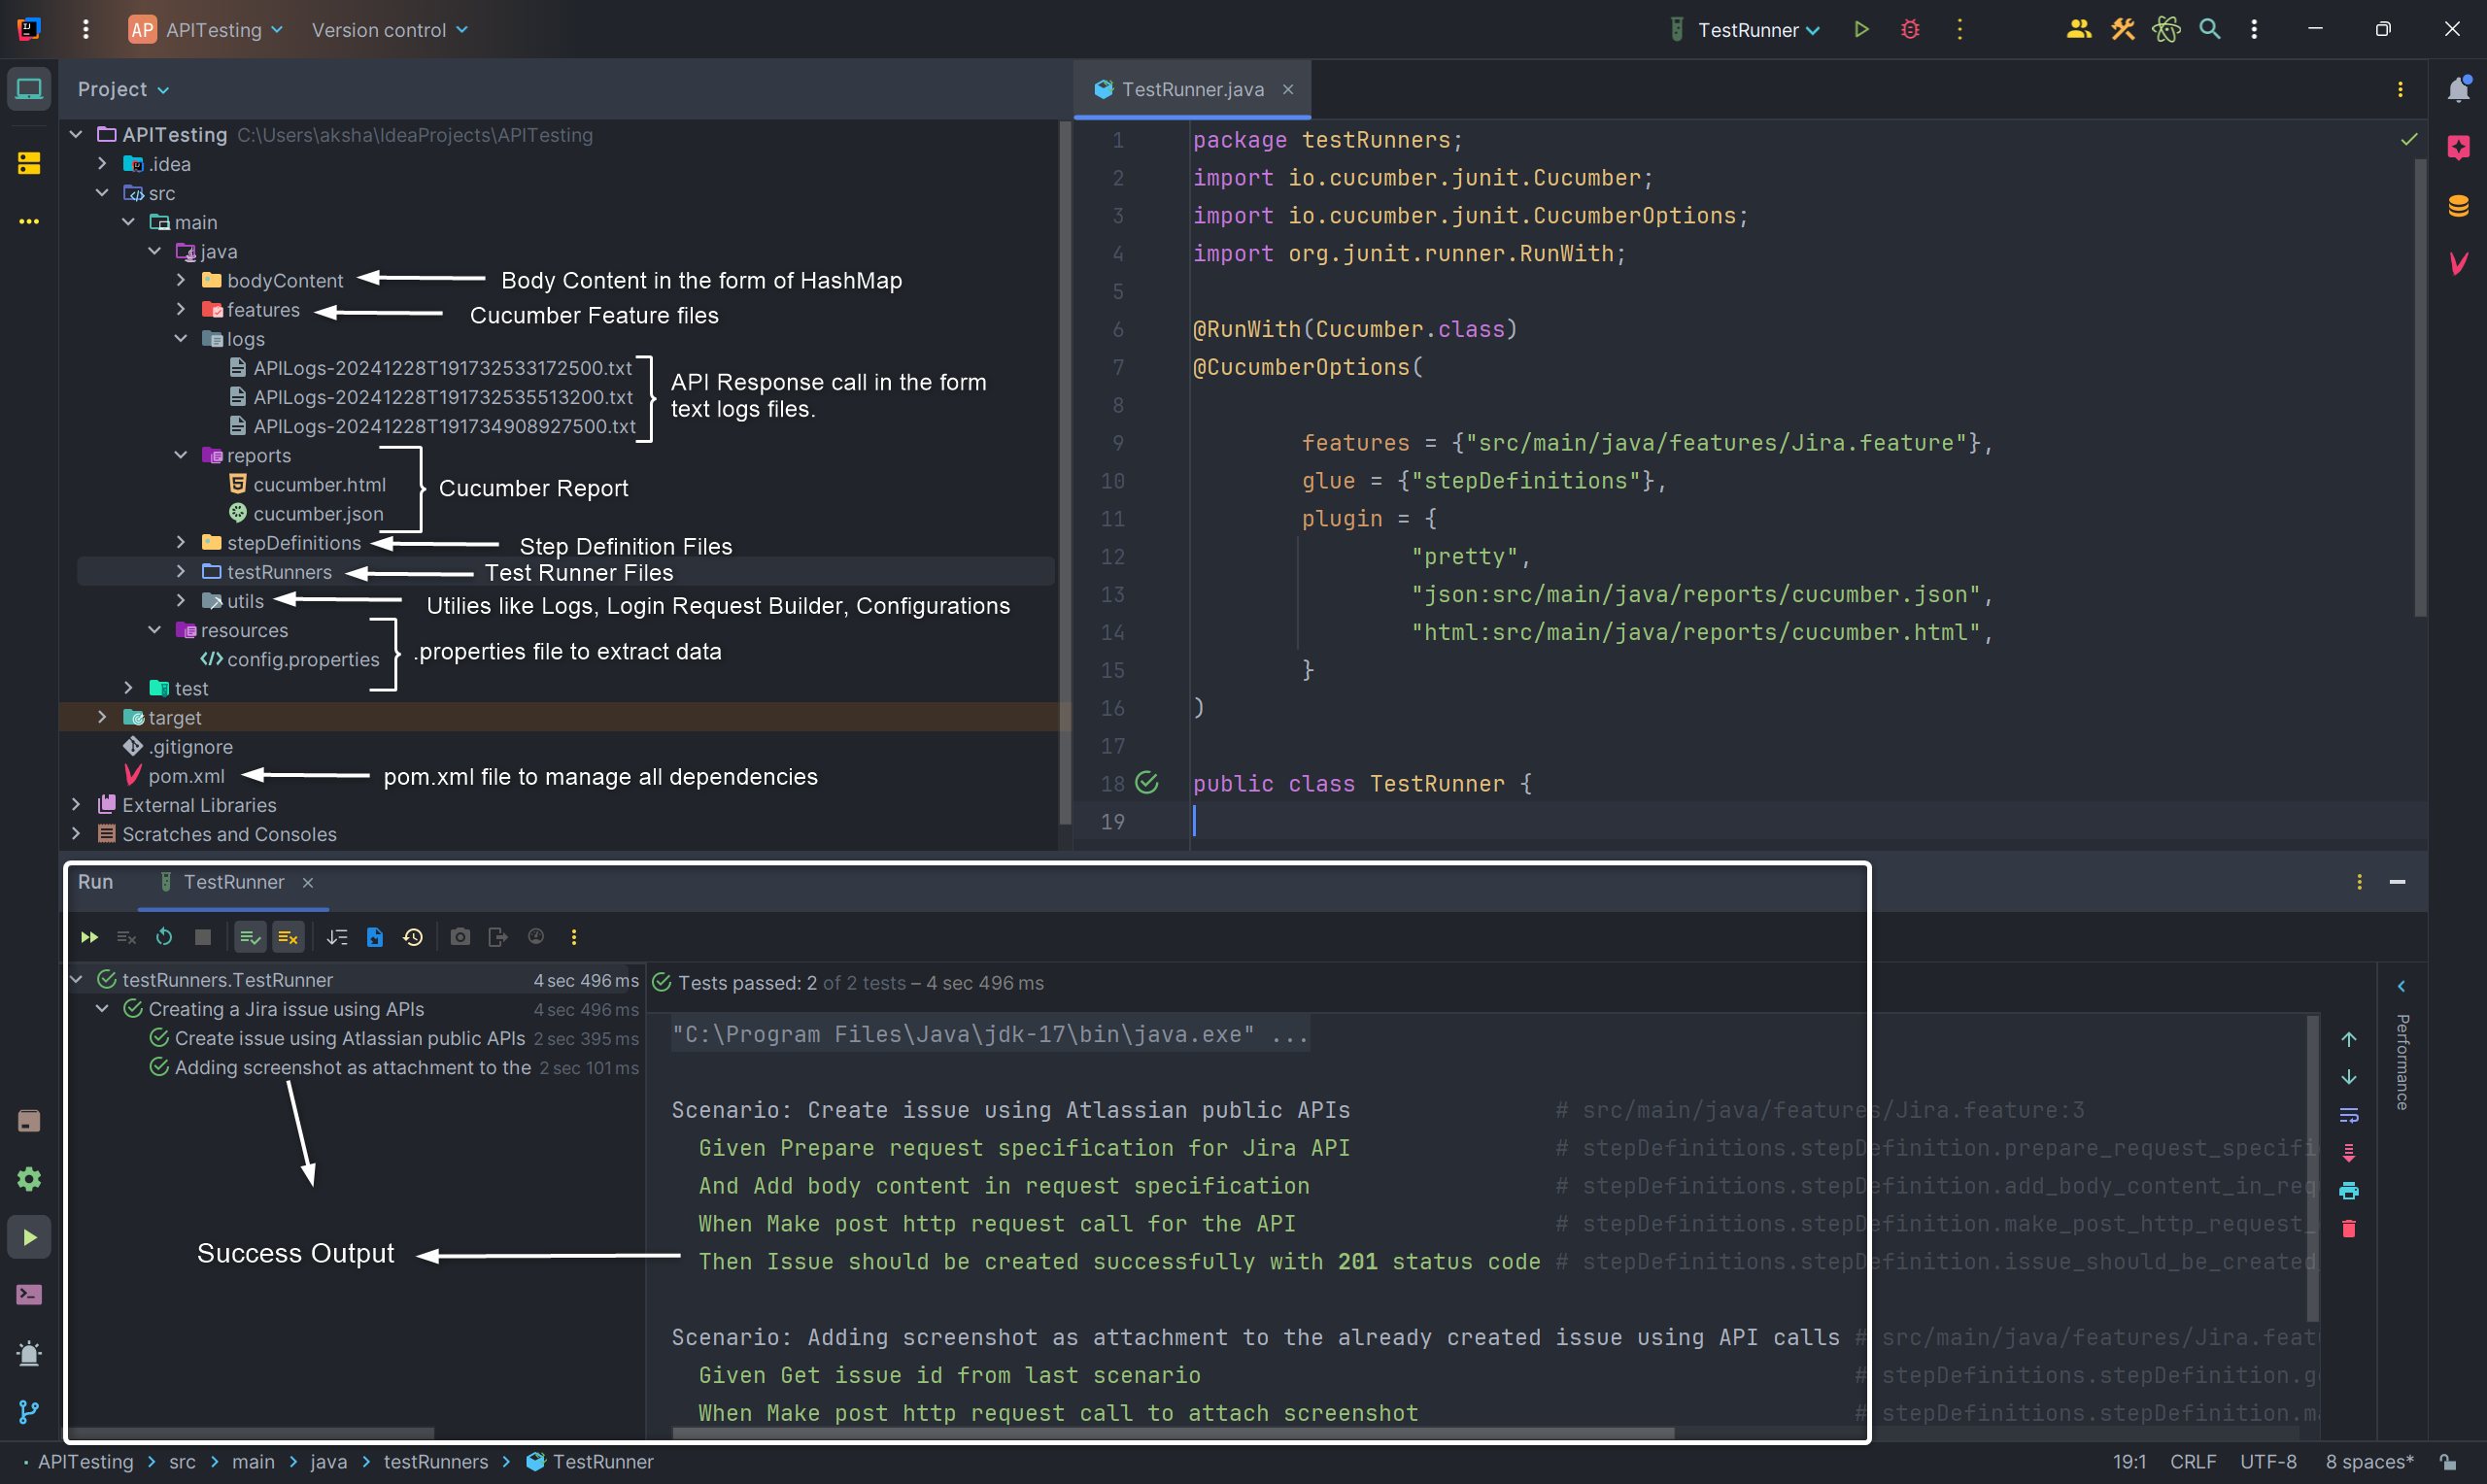 AP APITesting Version control
TestRunner
Project
TestRunner.java
APITesting C:\Users\aksha\IdeaProjects\APITesting
.idea
src
main
java
bodyContent
Body Content in the form of HashMap
features
Cucumber Feature files
logs
APILogs-20241228T191732533172500.txt
APILogs-20241228T191732535513200.txt
APILogs-20241228T191734908927500.txt
API Response call in the form
text logs files.
reports
cucumber.html
cucumber.json
Cucumber Report
stepDefinitions
Step Definition Files
testRunners
Test Runner Files
utils
Utilies like Logs, Login Request Builder, Configurations
resources
config.properties
.properties file to extract data
test
target
.gitignore
pom.xml
pom.xml file to manage all dependencies
External Libraries
Scratches and Consoles
1 package testRunners;
2 import io.cucumber.junit.Cucumber;
3 import io.cucumber.junit.CucumberOptions;
4 import org.junit.runner.RunWith;
5
6 @RunWith(Cucumber.class)
7 @CucumberOptions(
8
9 features = {"src/main/java/features/Jira.feature"},
10 glue = {"stepDefinitions"},
11 plugin = {
12 "pretty",
13 "json:src/main/java/reports/cucumber.json",
14 "html:src/main/java/reports/cucumber.html",
15 }
16 )
17
18 public class TestRunner {
19
Run TestRunner
testRunners.TestRunner 4 sec 496 ms
Creating a Jira issue using APIs 4 sec 496 ms
Create issue using Atlassian public APIs 2 sec 395 ms
Adding screenshot as attachment to the 2 sec 101 ms
Success Output
Tests passed: 2 of 2 tests – 4 sec 496 ms
"C:\Program Files\Java\jdk-17\bin\java.exe" ...
Scenario: Create issue using Atlassian public APIs # src/main/java/features/Jira.feature:3
Given Prepare request specification for Jira API # stepDefinitions.stepDefinition.prepare_request_specifi
And Add body content in request specification # stepDefinitions.stepDefinition.add_body_content_in_req
When Make post http request call for the API # stepDefinitions.stepDefinition.make_post_http_request_
Then Issue should be created successfully with 201 status code # stepDefinitions.stepDefinition.issue_should_be_created
Scenario: Adding screenshot as attachment to the already created issue using API calls # src/main/java/features/Jira.feat
Given Get issue id from last scenario # stepDefinitions.stepDefinition.g
When Make post http request call to attach screenshot # stepDefinitions.stepDefinition.m
Performance
APITesting > src > main > java > testRunners > TestRunner
19:1 CRLF UTF-8 8 spaces*